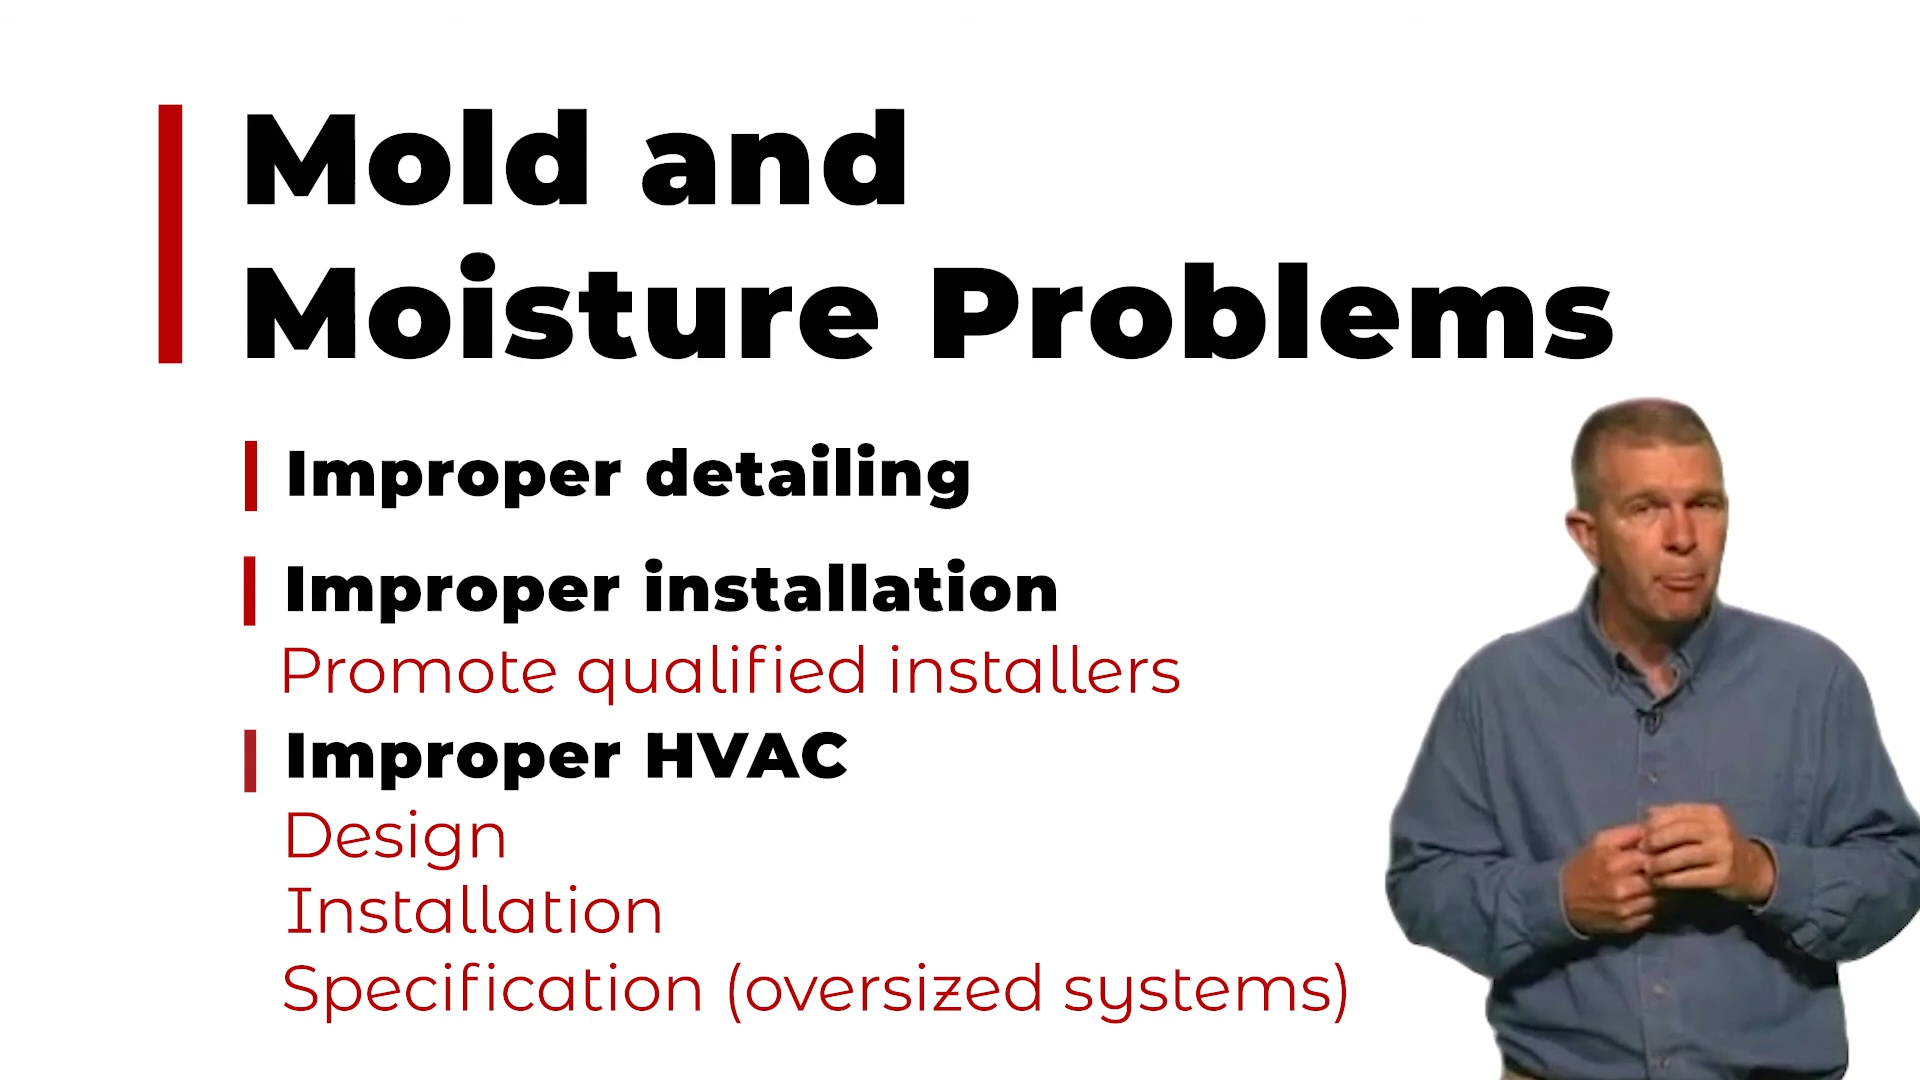 Mold and
Moisture Problems
Improper detailing
Improper installation
Promote qualified installers
Improper HVAC
Design
Installation
Specification (oversized systems)